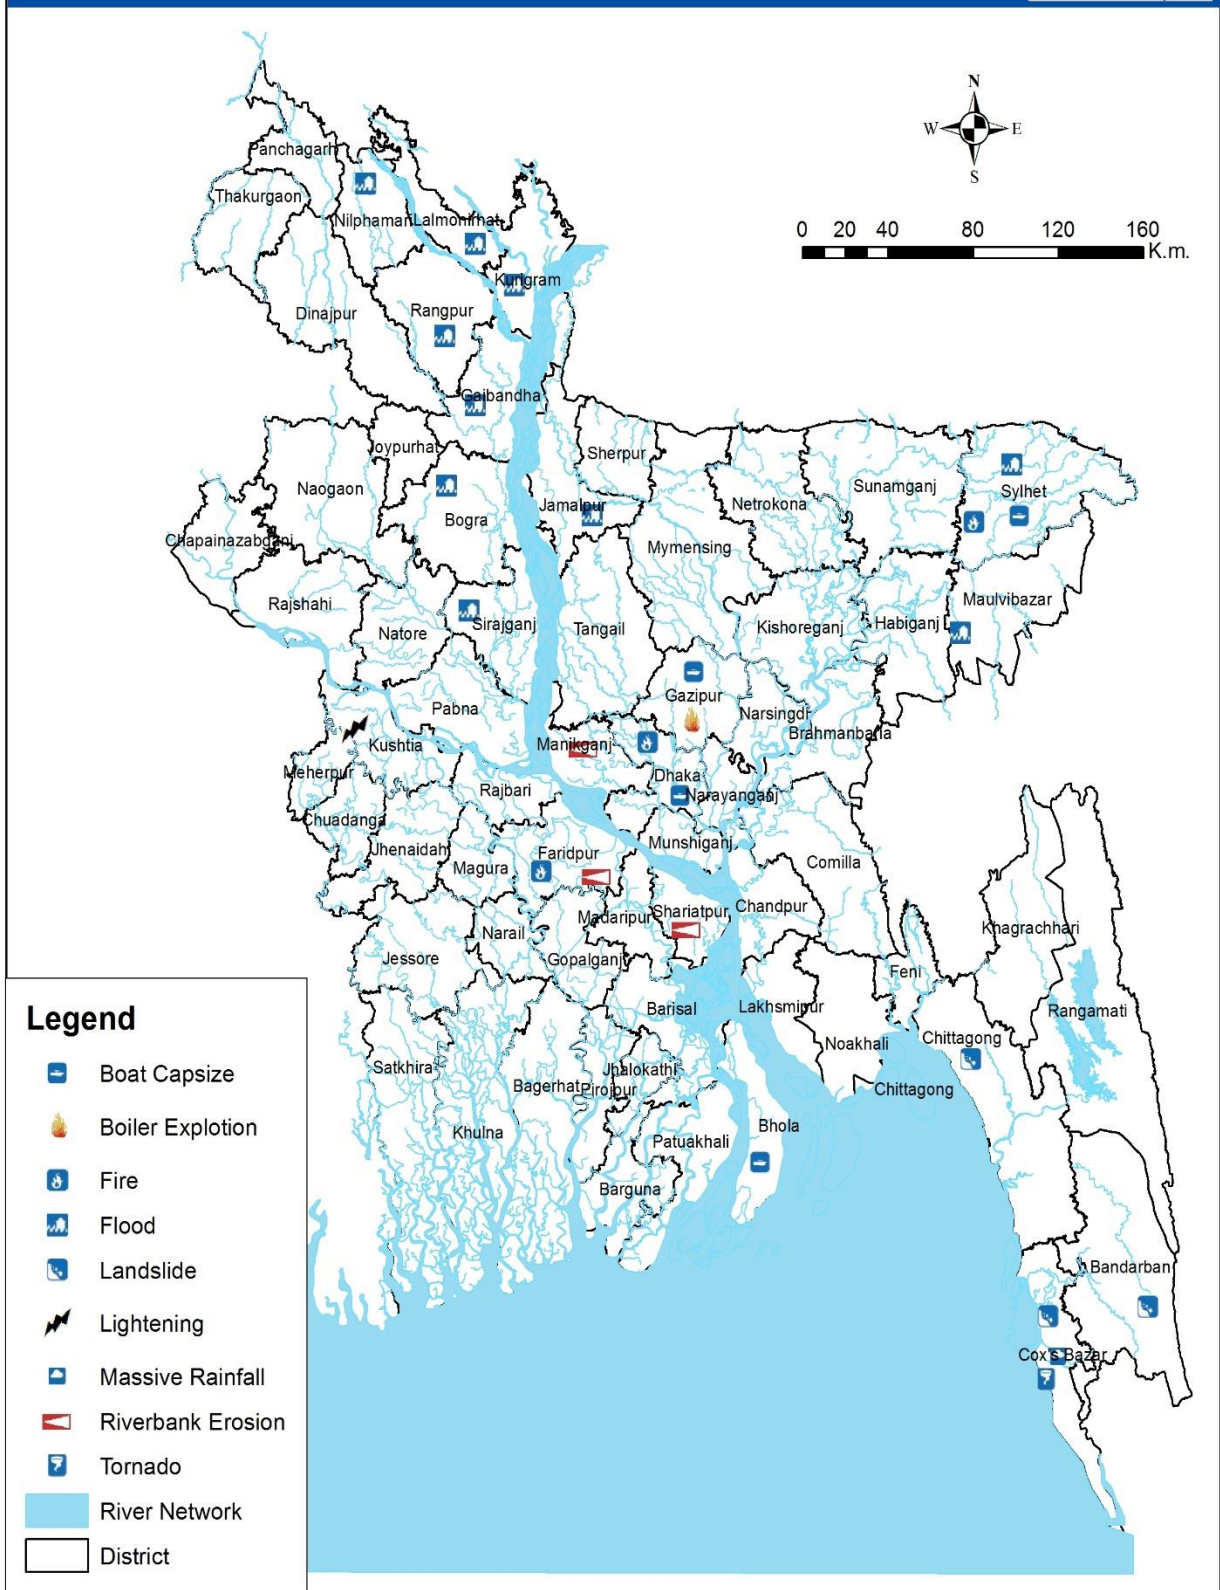 N
W E
S
0 20 40 80 120 160
K.m.
Panchagarh
Thakurgaon
Nilphamari
Lalmonirhat
Kurigram
Dinajpur
Rangpur
Gaibandha
Joypurhat
Sherpur
Naogaon
Bogra
Jamalpur
Netrokona
Sunamganj
Sylhet
Chapainazabganj
Mymensing
Rajshahi
Natore
Sirajganj
Tangail
Kishoreganj
Habiganj
Maulvibazar
Pabna
Gazipur
Narsingdi
Brahmanbaria
Kushtia
Manikganj
Meherpur
Dhaka
Rajbari
Narayanganj
Chuadanga
Jhenaidah
Magura
Faridpur
Munshiganj
Comilla
Madaripur
Shariatpur
Chandpur
Khagrachhari
Narail
Jessore
Gopalganj
Feni
Barisal
Lakhsmipur
Rangamati
Noakhali
Chittagong
Satkhira
Bagerhat
Jhalokathi
Pirojpur
Chittagong
Khulna
Patuakhali
Bhola
Barguna
Bandarban
Cox's Bazar
Legend
Boat Capsize
Boiler Explotion
Fire
Flood
Landslide
Lightening
Massive Rainfall
Riverbank Erosion
Tornado
River Network
District